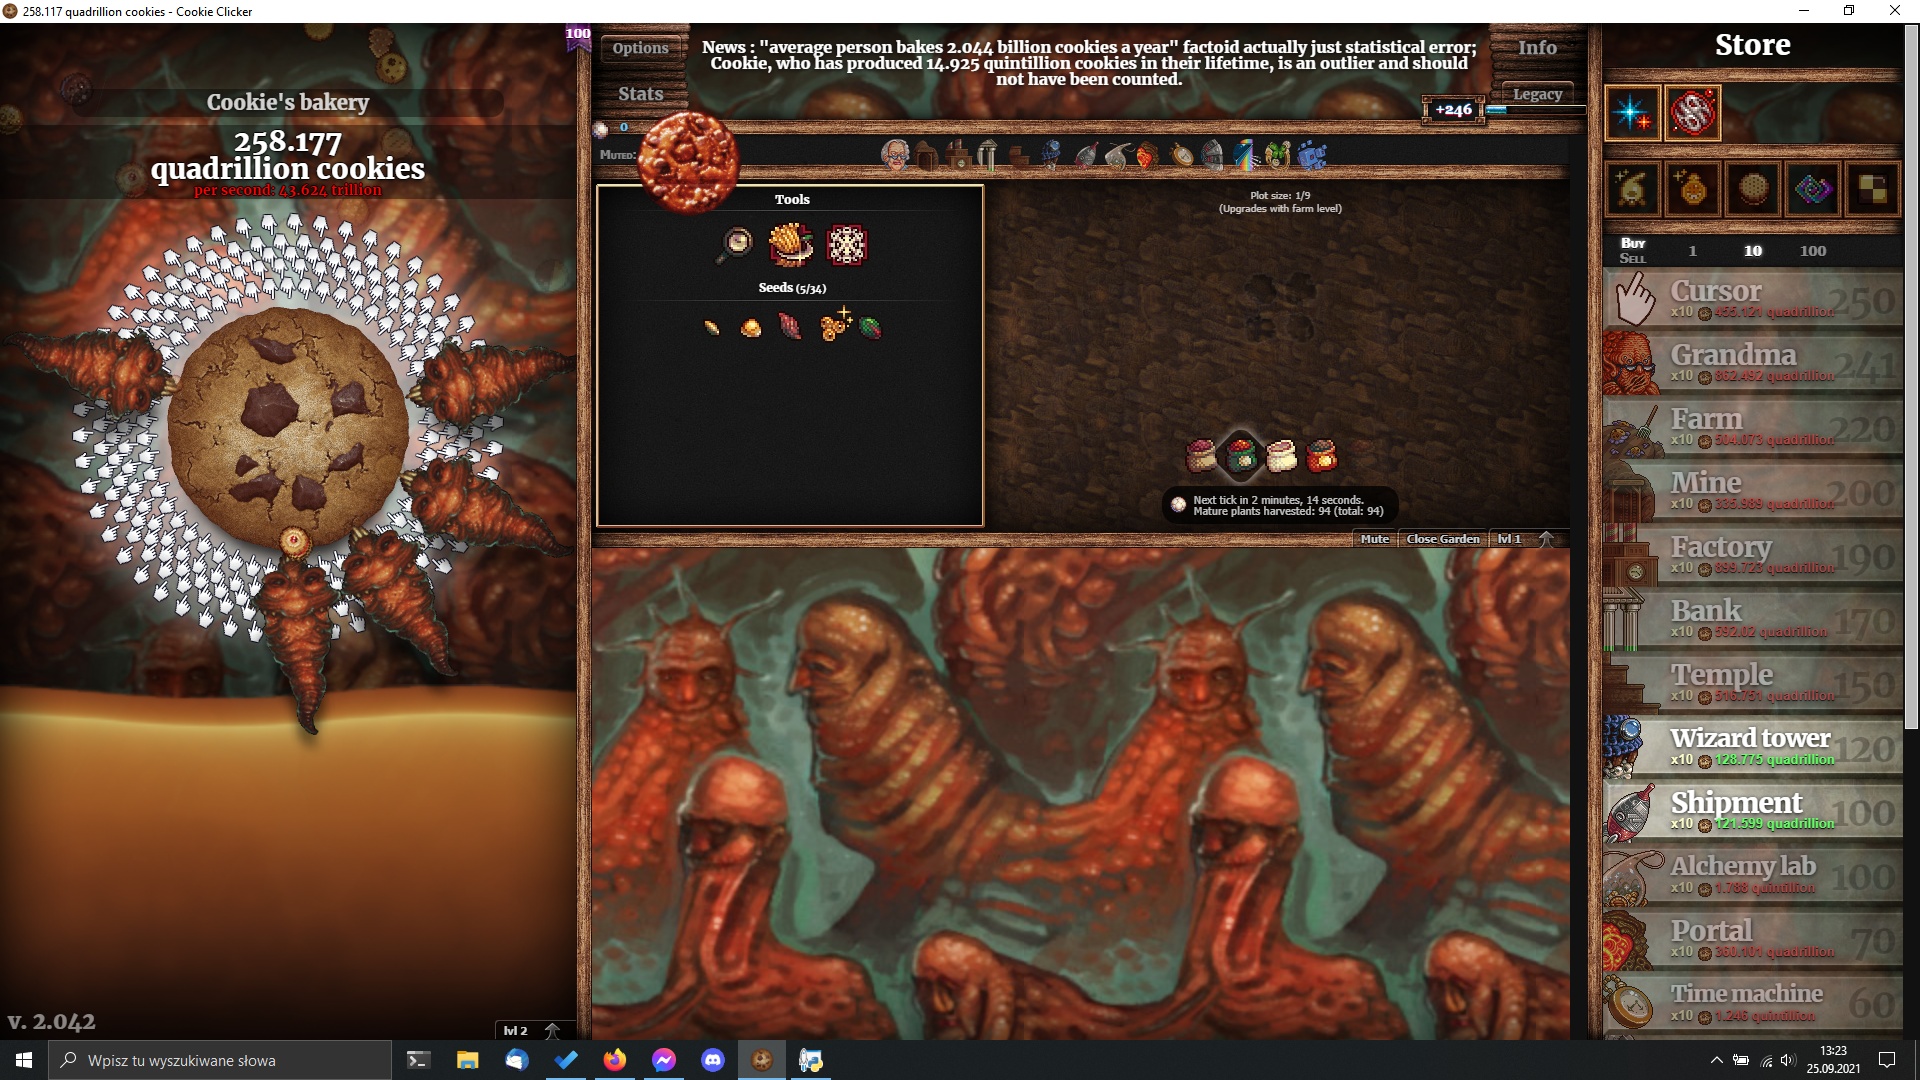 258.117 quadrillion cookies - Cookie Clicker
Cookie's bakery
258.177
quadrillion cookies
per second: 43.624 trillion
v. 2.042
lvl 2
100
Options
Stats
0
News : "average person bakes 2.044 billion cookies a year" factoid actually just statistical error;
Cookie, who has produced 14.925 quintillion cookies in their lifetime, is an outlier and should
not have been counted.
Info
Legacy
+246
Muted:
Tools
Seeds (5/34)
Plot size: 1/9
(Upgrades with farm level)
Next tick in 2 minutes, 14 seconds.
Mature plants harvested: 94 (total: 94)
Mute
Close Garden
lvl 1
Store
Buy
Sell
1
10
100
Cursor
250
x10 455.121 quadrillion
Grandma
241
x10 862.492 quadrillion
Farm
220
x10 504.073 quadrillion
Mine
200
x10 335.989 quadrillion
Factory
190
x10 899.723 quadrillion
Bank
170
x10 592.02 quadrillion
Temple
150
x10 516.751 quadrillion
Wizard tower
120
x10 128.775 quadrillion
Shipment
100
x10 121.599 quadrillion
Alchemy lab
100
x10 1.788 quintillion
Portal
70
x10 360.101 quadrillion
Time machine
60
x10 1.246 quintillion
Wpisz tu wyszukiwane słowa
13:23
25.09.2021